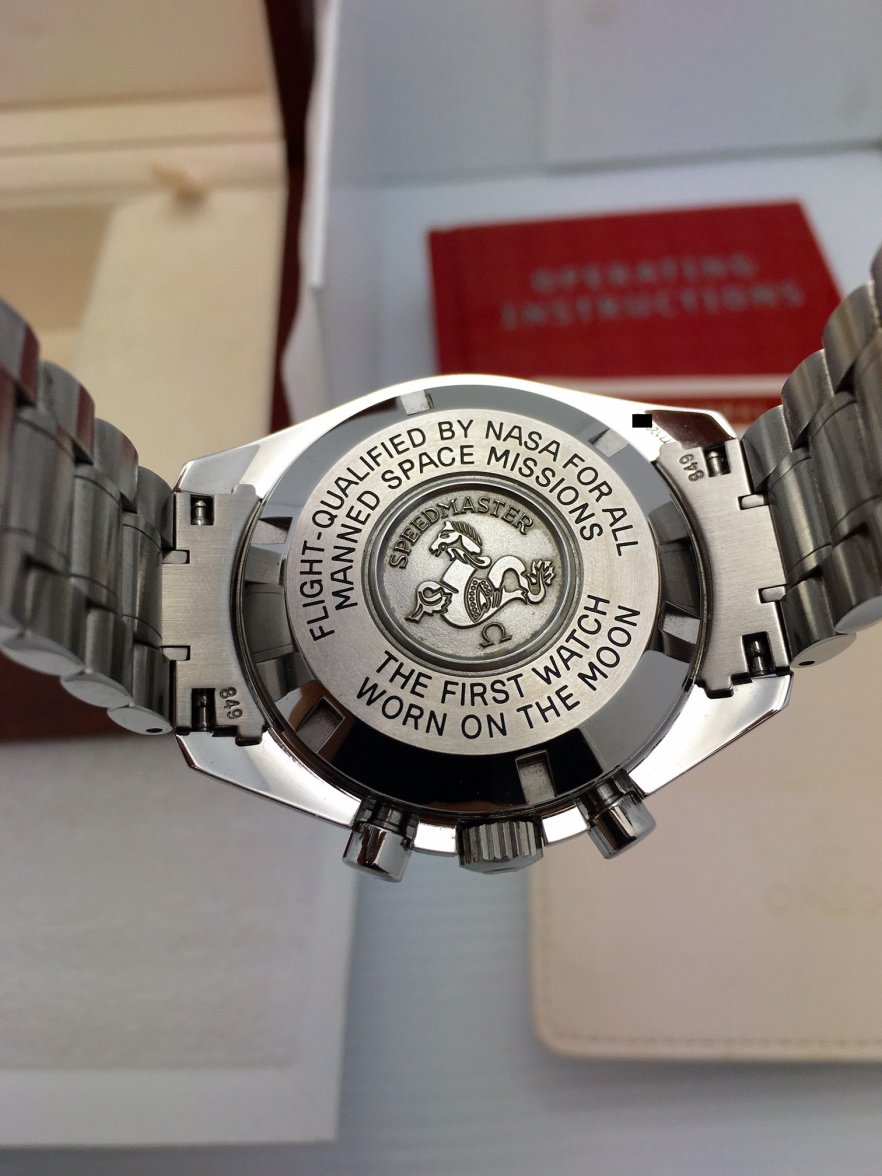 OPERATING
INSTRUCTIONS
FLIGHT-QUALIFIED BY NASA FOR ALL
MANNED SPACE MISSIONS
SPEEDMASTER
Ω
THE FIRST WATCH
WORN ON THE MOON
849
849